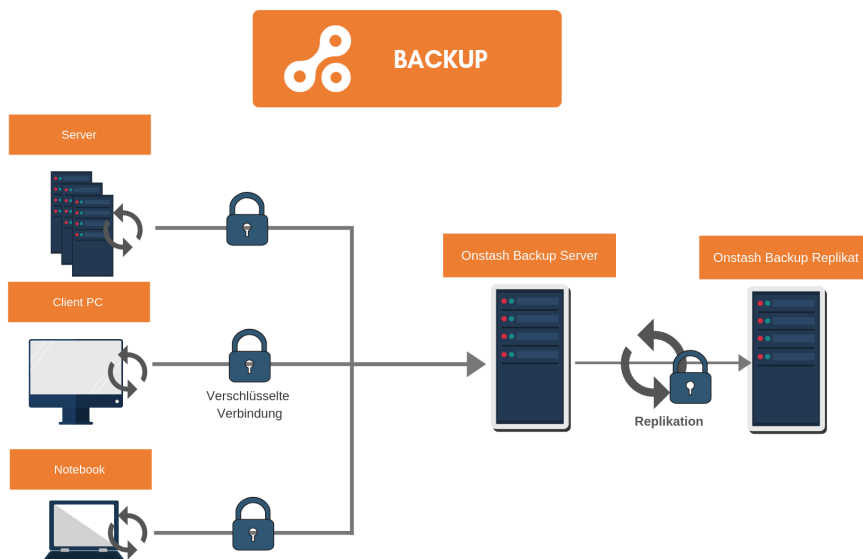 BACKUP
Server
Onstash Backup Server
Onstash Backup Replikat
Client PC
Verschlüsselte
Verbindung
Replikation
Notebook